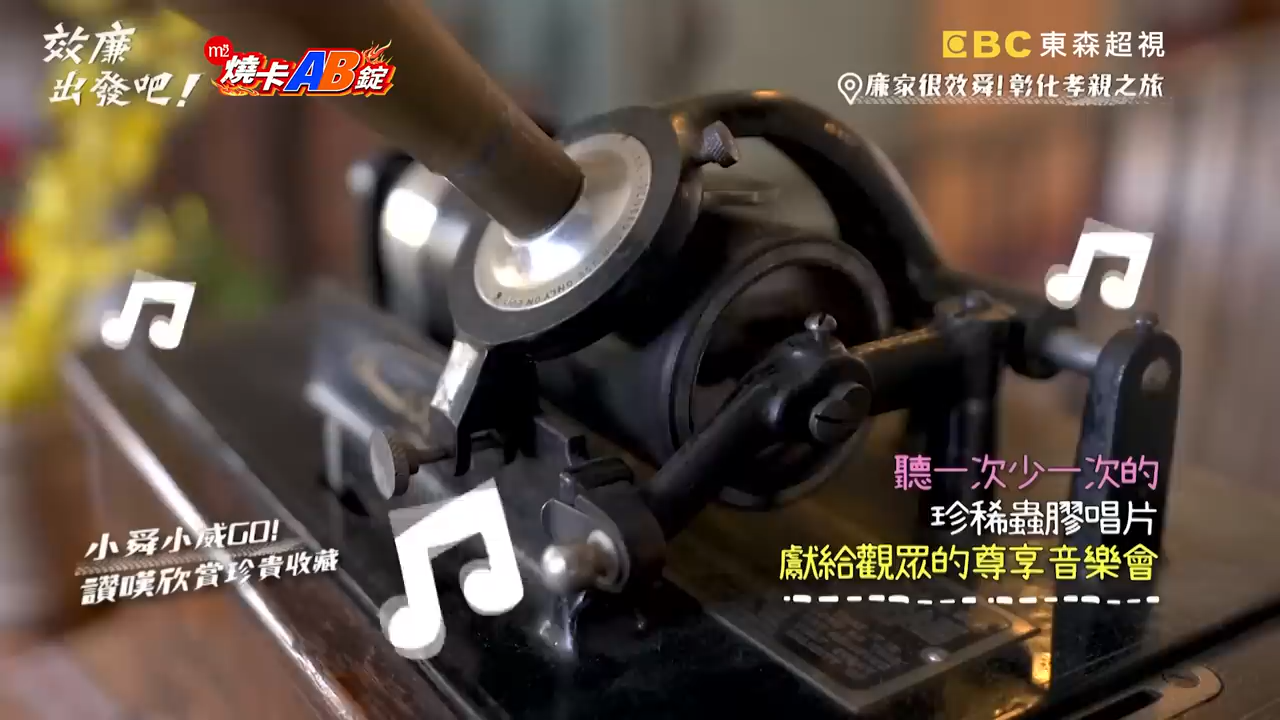 效廉
出發吧!
m2
燒卡AB錠
EBC東森超視
廉家很效舜!彰化孝親之旅
聽一次少一次的
珍稀蟲膠唱片
獻給觀眾的尊享音樂會
小舜小威GO!
讚嘆欣賞珍貴收藏